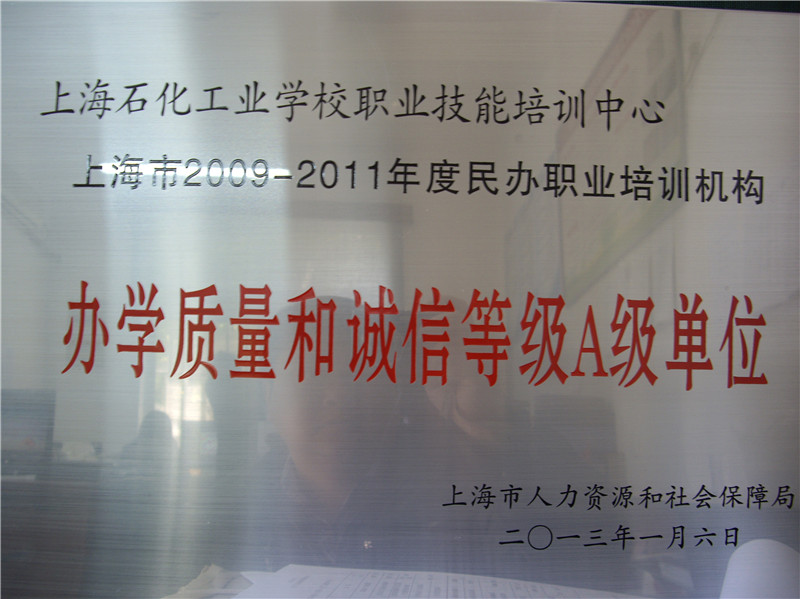 上海石化工业学校职业技能培训中心
上海市2009-2011年度民办职业培训机构
办学质量和诚信等级A级单位
上海市人力资源和社会保障局
二〇一三年一月六日